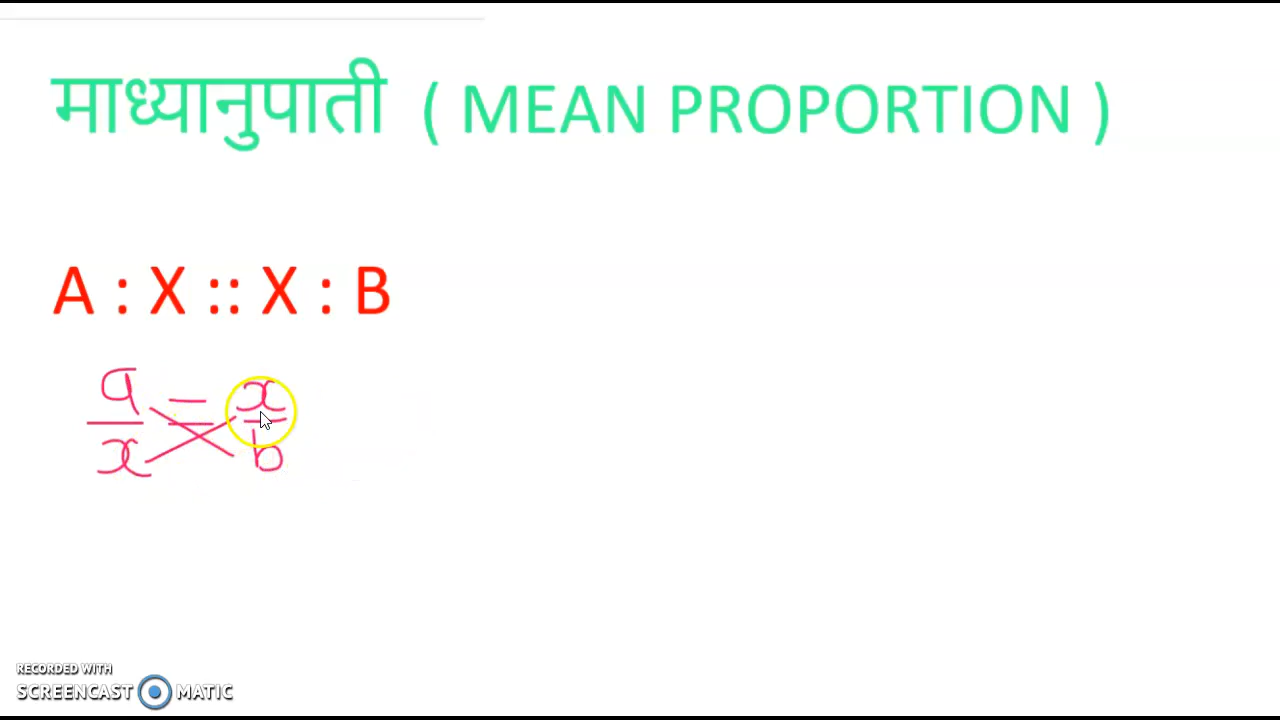 माध्यानुपाती ( MEAN PROPORTION )
A : X :: X : B
a/x = x/b
RECORDED WITH
SCREENCAST MATIC